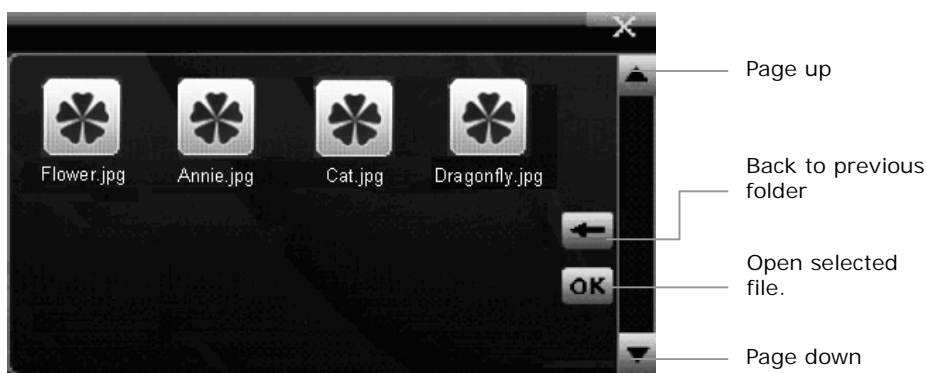 Page up
Flower.jpg Annie.jpg Cat.jpg Dragonfly.jpg
Back to previous
folder
OK
Open selected
file.
Page down